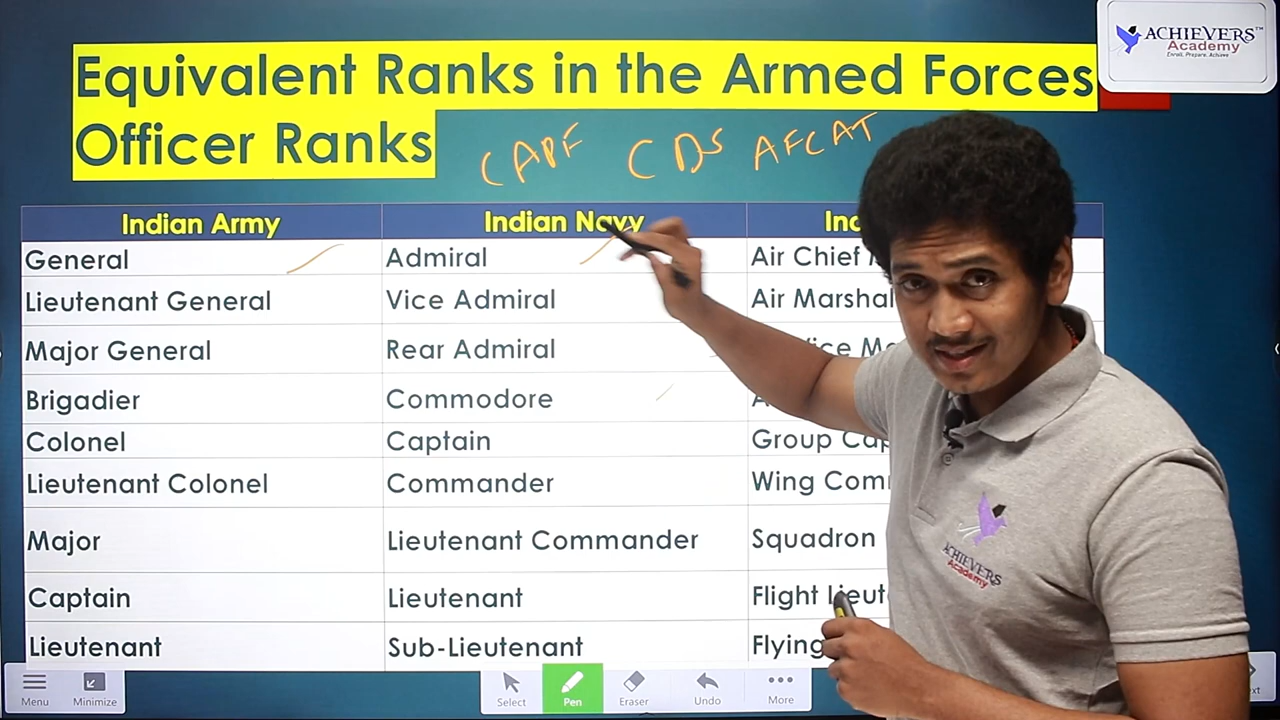 ACHIEVERS™
Academy
Enroll. Prepare. Achieve.
Equivalent Ranks in the Armed Forces
Officer Ranks
CAPF CDS AFCAT
Indian Army Indian Navy
General Admiral Air Chief
Lieutenant General Vice Admiral Air Marshal
Major General Rear Admiral
Brigadier Commodore
Colonel Captain Group
Lieutenant Colonel Commander Wing
Major Lieutenant Commander Squadron
Captain Lieutenant Flight
Lieutenant Sub-Lieutenant Flying
ACHIEVERS
Academy
Menu Minimize Select Pen Eraser Undo More